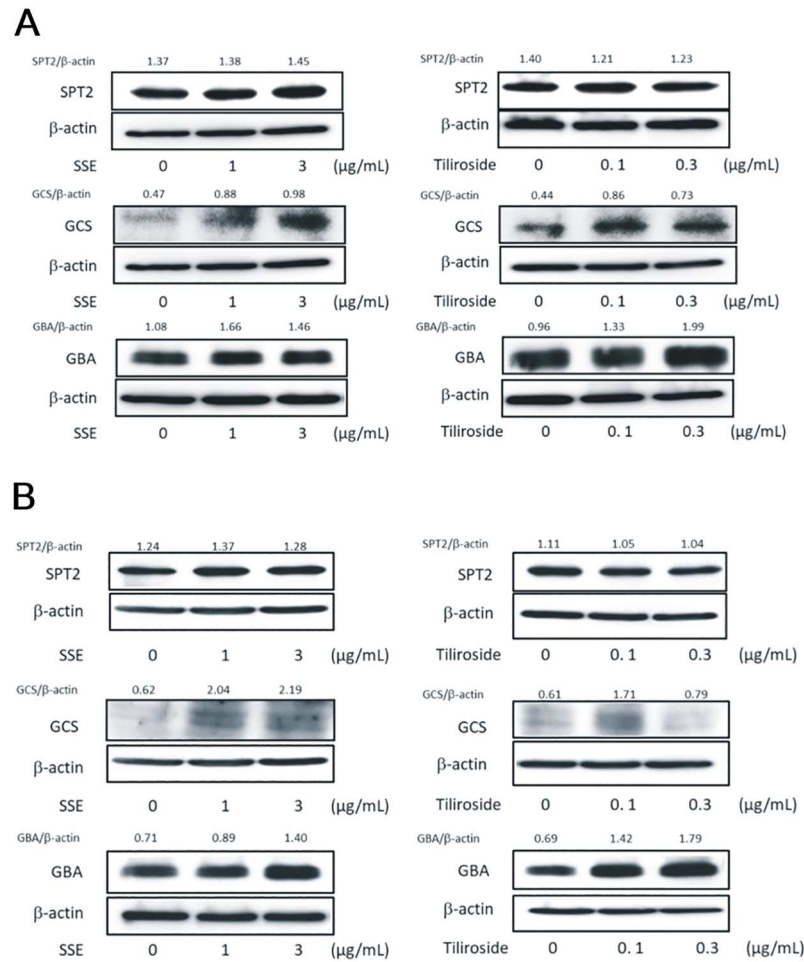 A
SPT2/β-actin 1.37 1.38 1.45
SPT2
β-actin
SSE 0 1 3 (μg/mL)
GCS/β-actin 0.47 0.88 0.98
GCS
β-actin
SSE 0 1 3 (μg/mL)
GBA/β-actin 1.08 1.66 1.46
GBA
β-actin
SSE 0 1 3 (μg/mL)
SPT2/β-actin 1.40 1.21 1.23
SPT2
β-actin
Tiliroside 0 0.1 0.3 (μg/mL)
GCS/β-actin 0.44 0.86 0.73
GCS
β-actin
Tiliroside 0 0.1 0.3 (μg/mL)
GBA/β-actin 0.96 1.33 1.99
GBA
β-actin
Tiliroside 0 0.1 0.3 (μg/mL)
B
SPT2/β-actin 1.24 1.37 1.28
SPT2
β-actin
SSE 0 1 3 (μg/mL)
GCS/β-actin 0.62 2.04 2.19
GCS
β-actin
SSE 0 1 3 (μg/mL)
GBA/β-actin 0.71 0.89 1.40
GBA
β-actin
SSE 0 1 3 (μg/mL)
SPT2/β-actin 1.11 1.05 1.04
SPT2
β-actin
Tiliroside 0 0.1 0.3 (μg/mL)
GCS/β-actin 0.61 1.71 0.79
GCS
β-actin
Tiliroside 0 0.1 0.3 (μg/mL)
GBA/β-actin 0.69 1.42 1.79
GBA
β-actin
Tiliroside 0 0.1 0.3 (μg/mL)